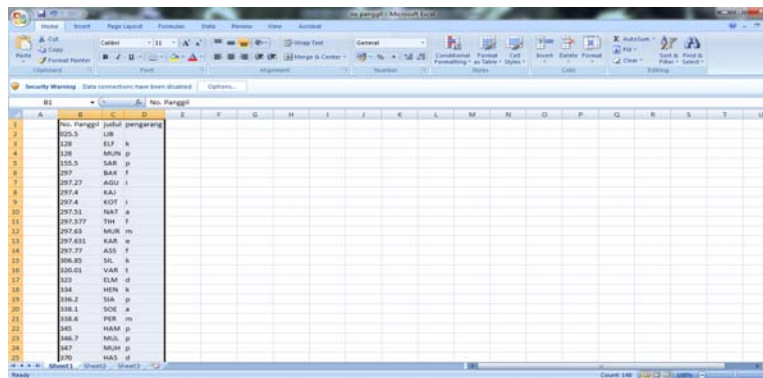 no panggil - Microsoft Excel
Home Insert Page Layout Formulas Data Review View Acrobat
Cut
Copy
Format Painter
Paste
Clipboard
Calibri 11
Font
Wrap Text
Merge & Center
Alignment
General
Number
Conditional Formatting
Format as Table
Cell Styles
Styles
Insert Delete Format
Cells
AutoSum
Fill
Clear
Sort & Filter
Find & Select
Editing
Security Warning Data connections have been disabled Options...
B1 fx No. Panggil
A B C D E F G H I J K L M N O P Q R S T U
1 No. Panggil judul pengarang
2 025.5 LIB
3 128 ELF k
4 128 MUN p
5 155.5 SAR p
6 297 BAK f
7 297.27 AGU i
8 297.4 KAJ
9 297.4 KOT i
10 297.51 NAT a
11 297.577 TIH f
12 297.63 MUR m
13 297.631 KAR e
14 297.77 ASS f
15 306.85 SIL k
16 320.01 VAR t
17 323 ELM d
18 334 HEN k
19 336.2 SIA p
20 338.1 SOE a
21 338.6 PER m
22 345 HAM p
23 346.7 MUL p
24 347 MUH p
25 370 HAS d
Sheet1 Sheet2 Sheet3
Ready Count: 148 100%